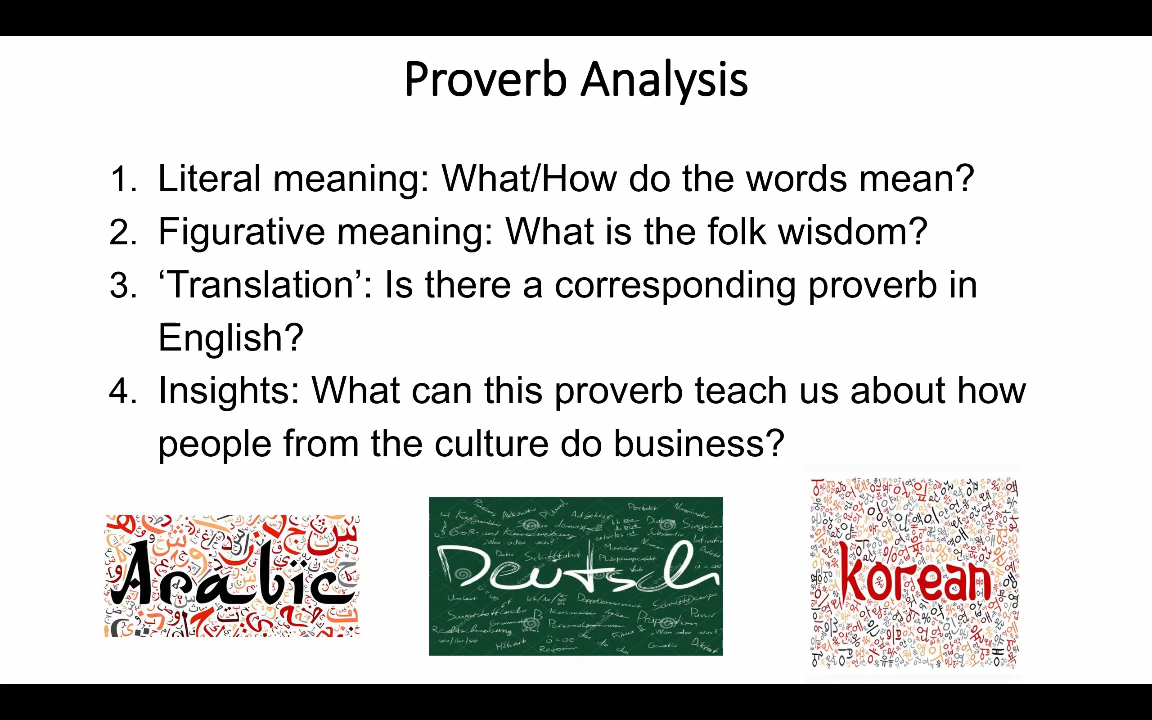 Proverb Analysis
1. Literal meaning: What/How do the words mean?
2. Figurative meaning: What is the folk wisdom?
3. ‘Translation’: Is there a corresponding proverb in
English?
4. Insights: What can this proverb teach us about how
people from the culture do business?
Arabic
Deutsch
korean